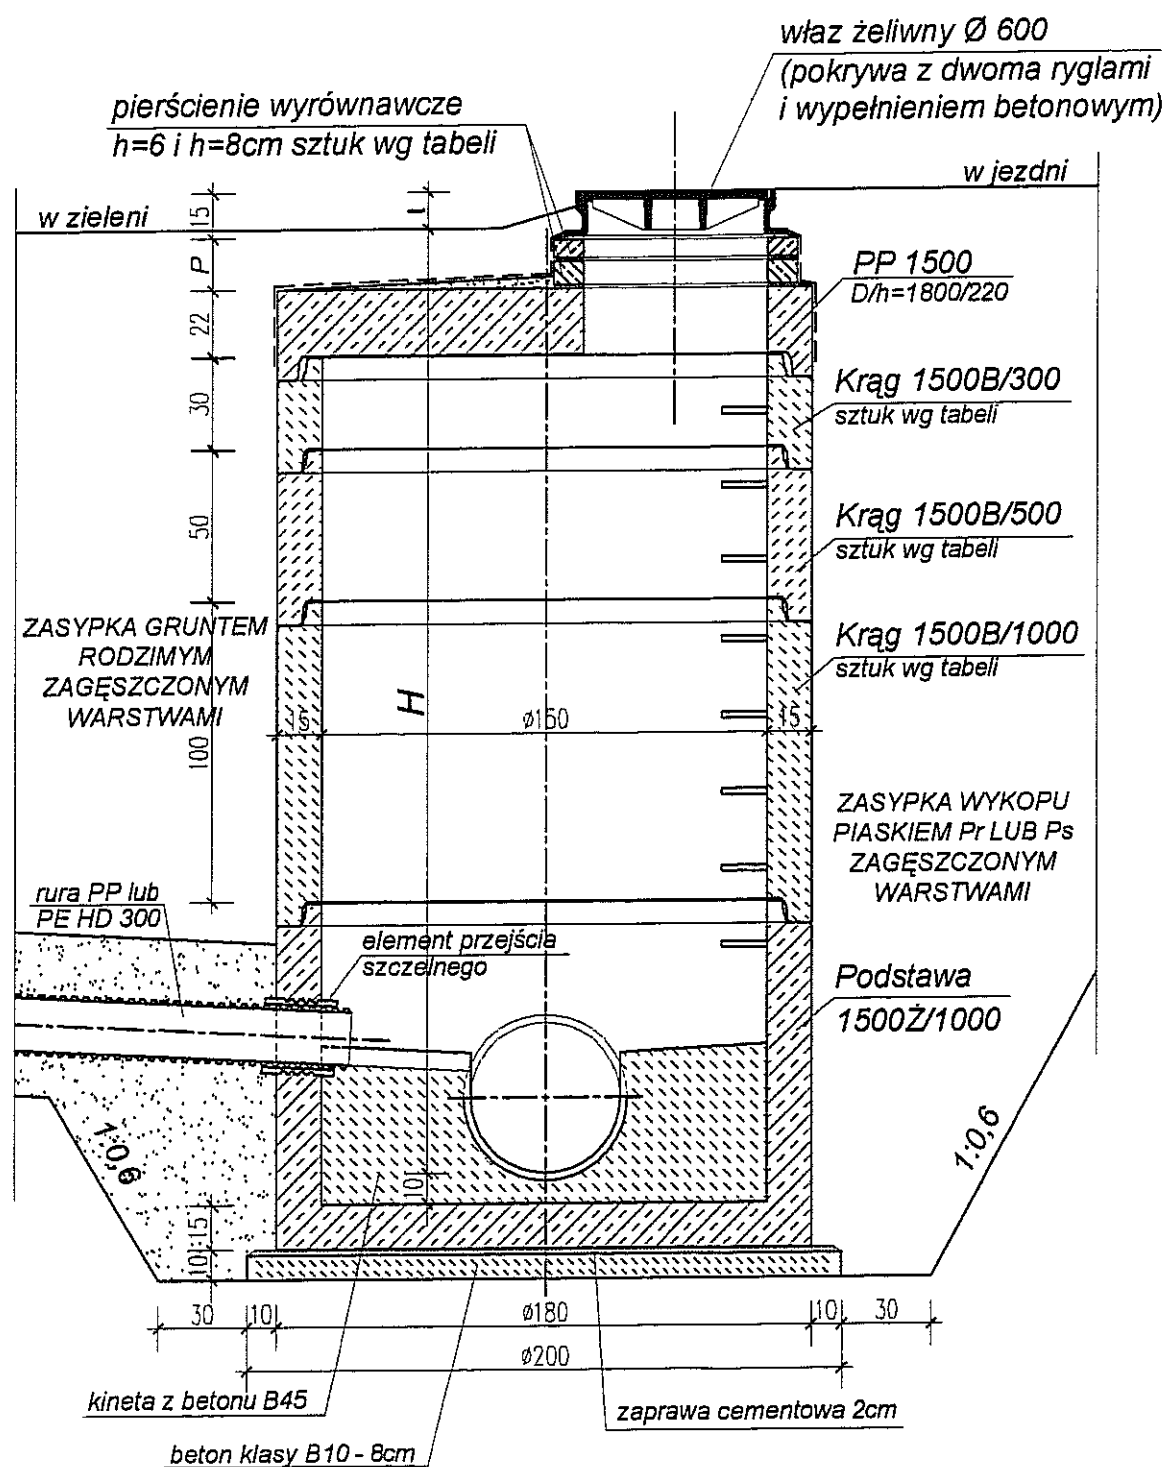 właz żeliwny Ø 600
(pokrywa z dwoma ryglami
i wypełnieniem betonowym)
pierścienie wyrównawcze
h=6 i h=8cm sztuk wg tabeli
w jezdni
w zieleni
15
P
22
30
50
100
PP 1500
D/h=1800/220
Krąg 1500B/300
sztuk wg tabeli
Krąg 1500B/500
sztuk wg tabeli
Krąg 1500B/1000
sztuk wg tabeli
ZASYPKA GRUNTEM
RODZIMYM
ZAGĘSZCZONYM
WARSTWAMI
H
15
ø150
15
ZASYPKA WYKOPU
PIASKIEM Pr LUB Ps
ZAGĘSZCZONYM
WARSTWAMI
rura PP lub
PE HD 300
element przejścia
szczelnego
Podstawa
1500Ż/1000
1:0,6
1:0,6
10
15
10
30
10
ø180
10
30
ø200
kineta z betonu B45
zaprawa cementowa 2cm
beton klasy B10 - 8cm